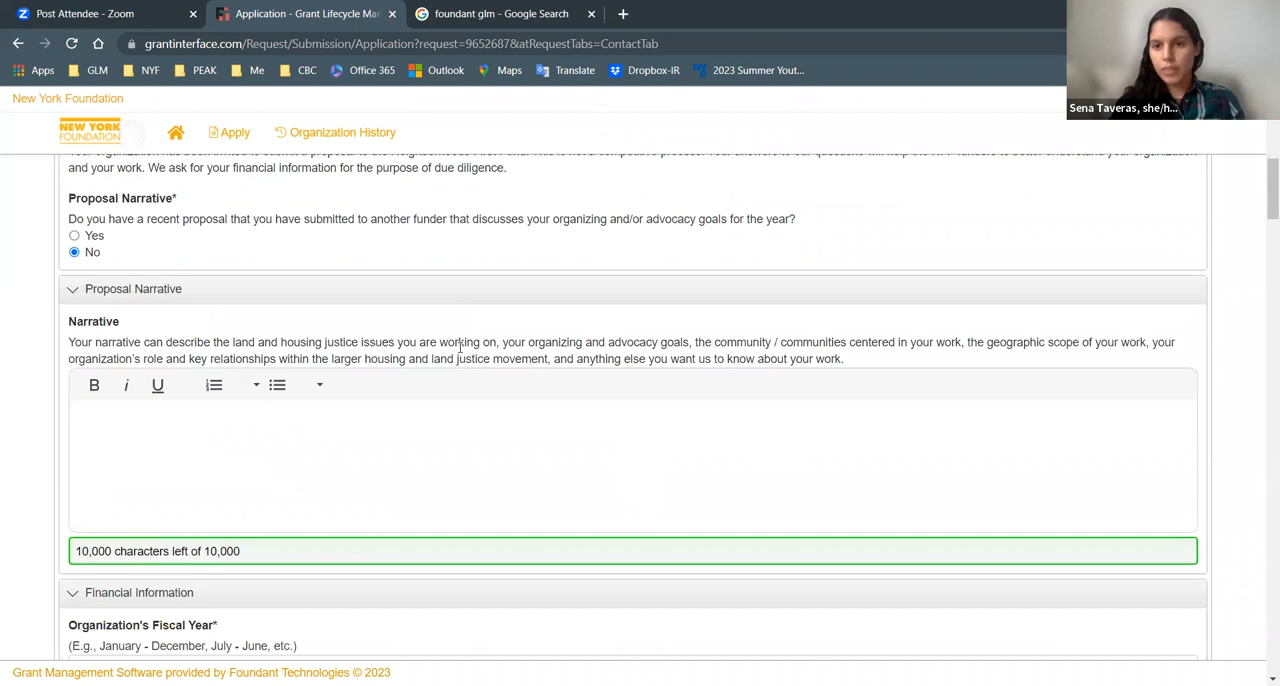 Post Attendee - Zoom
Application - Grant Lifecycle Mar
foundant glm - Google Search
grantinterface.com/Request/Submission/Application?request=9652687&atRequestTabs=ContactTab
Apps GLM NYF PEAK Me CBC Office 365 Outlook Maps Translate Dropbox-IR 2023 Summer Yout...
Sena Taveras, she/h...
New York Foundation
NEW YORK
FOUNDATION
Apply
Organization History
and your work. We ask for your financial information for the purpose of due diligence.
Proposal Narrative*
Do you have a recent proposal that you have submitted to another funder that discusses your organizing and/or advocacy goals for the year?
Yes
No
Proposal Narrative
Narrative
Your narrative can describe the land and housing justice issues you are working on, your organizing and advocacy goals, the community / communities centered in your work, the geographic scope of your work, your
organization's role and key relationships within the larger housing and land justice movement, and anything else you want us to know about your work.
B i U
10,000 characters left of 10,000
Financial Information
Organization's Fiscal Year*
(E.g., January - December, July - June, etc.)
Grant Management Software provided by Foundant Technologies © 2023